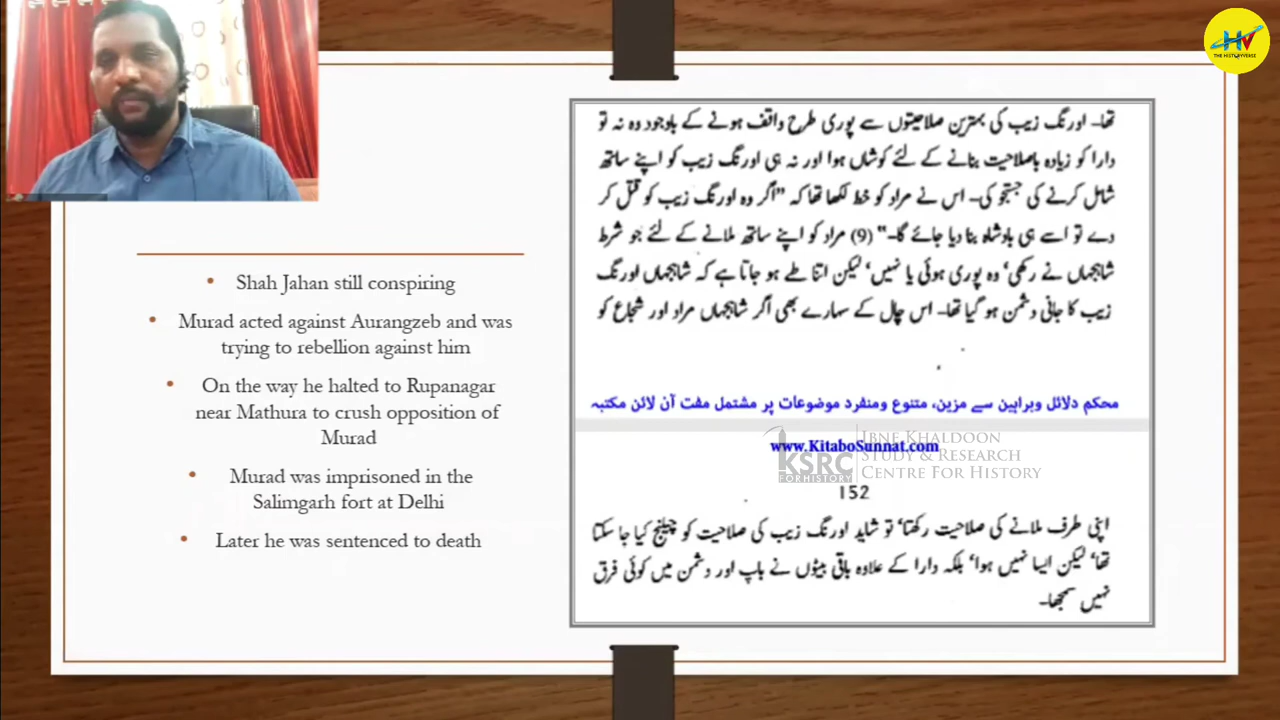 HV
THE HISTORYVERSE
Shah Jahan still conspiring
Murad acted against Aurangzeb and was
trying to rebellion against him
On the way he halted to Rupanagar
near Mathura to crush opposition of
Murad
Murad was imprisoned in the
Salimgarh fort at Delhi
Later he was sentenced to death
تھا۔ اورنگ زیب کی بہترین صلاحیتوں سے پوری طرح واقف ہونے کے باوجود وہ نہ تو
دارا کو زیادہ باصلاحیت بنانے کے لئے کوشاں ہوا اور نہ ہی اورنگ زیب کو اپنے ساتھ
شامل کرنے کی جستجو کی۔ اس نے مراد کو خط لکھا تھا کہ "اگر وہ اورنگ زیب کو قتل کر
دے تو اسے ہی بادشاہ بنا دیا جائے گا۔" (9) مراد کو اپنے ساتھ ملانے کے لئے جو شرط
شاہجہاں نے رکھی‘ وہ پوری ہوئی یا نہیں‘ لیکن اتنا طے ہو جاتا ہے کہ شاہجہاں اورنگ
زیب کا جانی دشمن ہو گیا تھا۔ اس چال کے سہارے بھی اگر شاہجہاں مراد اور شجاع کو
محکم دلائل وبراہین سے مزین، متنوع ومنفرد موضوعات پر مشتمل مفت آن لائن مکتبہ
www.KitaboSunnat.com
KSRC
FOR HISTORY
IBNE KHALDOON
STUDY & RESEARCH
CENTRE FOR HISTORY
152
اپنی طرف ملانے کی صلاحیت رکھتا‘ تو شاید اورنگ زیب کی صلاحیت کو چیلنج کیا جا سکتا
تھا‘ لیکن ایسا نہیں ہوا‘ بلکہ دارا کے علاوہ باقی بیٹوں نے باپ اور دشمن میں کوئی فرق
نہیں سمجھا۔